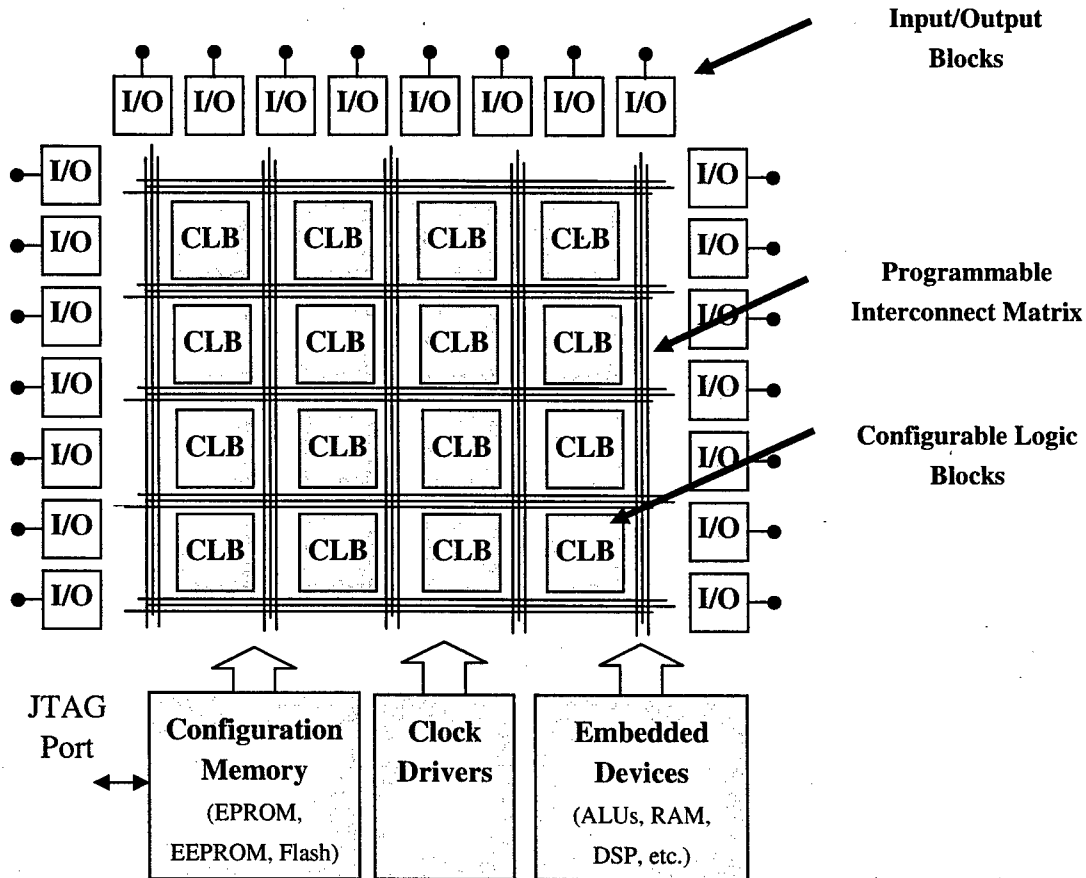 Input/Output
Blocks
I/O I/O I/O I/O I/O I/O I/O I/O
I/O I/O
CLB CLB CLB CLB
I/O I/O
Programmable
Interconnect Matrix
I/O I/O
CLB CLB CLB CLB
I/O I/O
Configurable Logic
Blocks
I/O I/O
CLB CLB CLB CLB
I/O I/O
CLB CLB CLB CLB
I/O I/O
JTAG
Port
Configuration
Memory
(EPROM,
EEPROM, Flash)
Clock
Drivers
Embedded
Devices
(ALUs, RAM,
DSP, etc.)